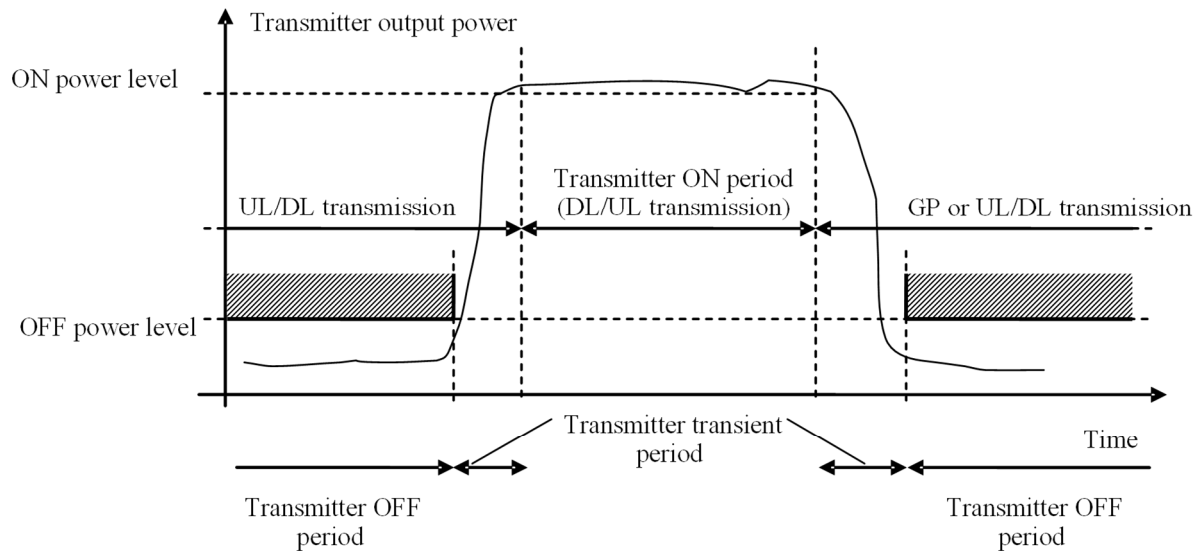 Transmitter output power
ON power level
Transmitter ON period
(DL/UL transmission)
UL/DL transmission
GP or UL/DL transmission
OFF power level
Transmitter transient
period
Time
Transmitter OFF
period
Transmitter OFF
period